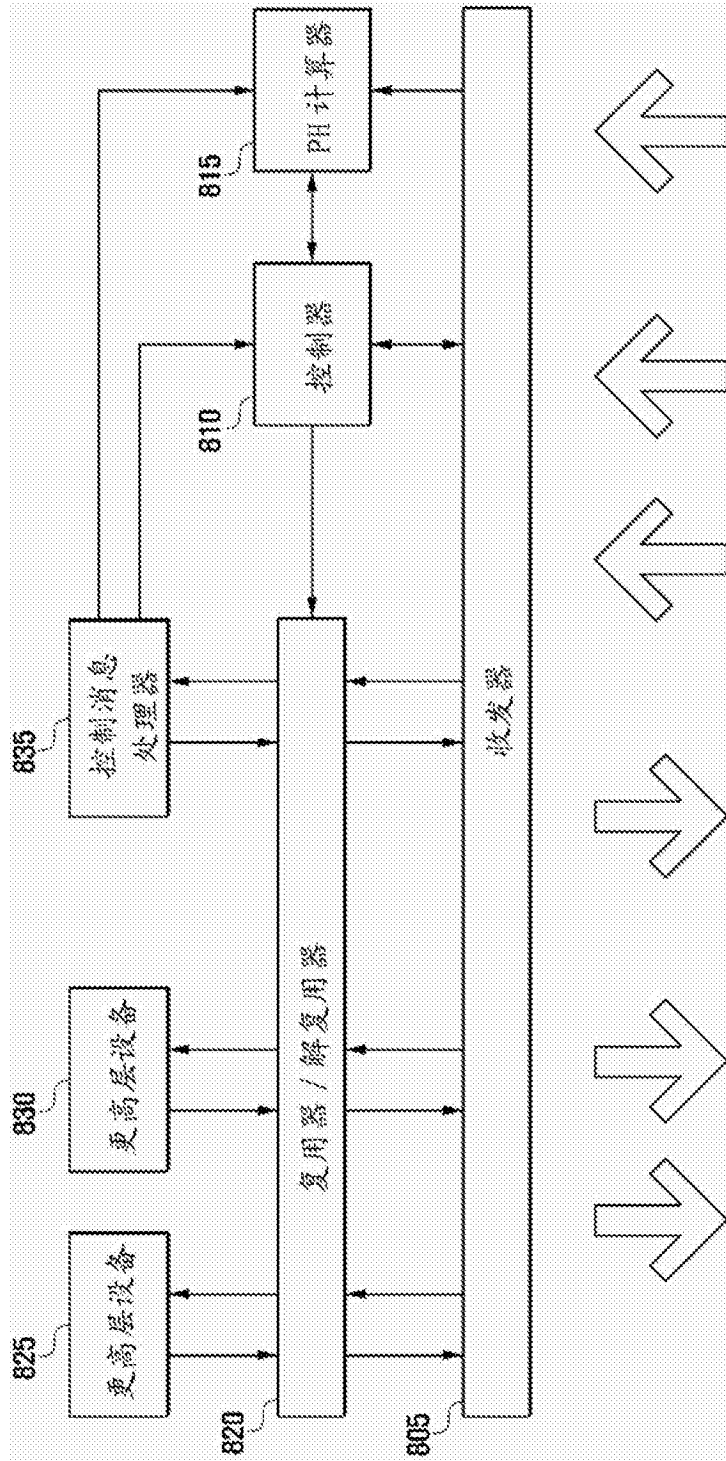 825
更高层设备
830
更高层设备
835
控制消息
处理器
815
PH 计算器
810
控制器
820
复用器 / 解复用器
805
收发器